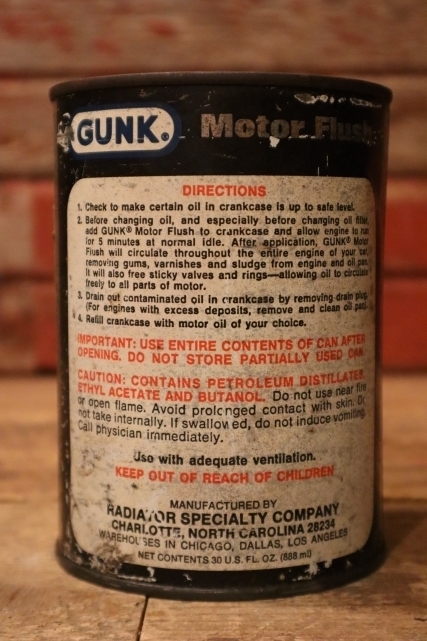 GUNK® Motor Flush
DIRECTIONS
1. Check to make certain oil in crankcase is up to safe level.
2. Before changing oil, and especially before changing oil filter,
add GUNK® Motor Flush to crankcase and allow engine to run
for 5 minutes at normal idle. After application, GUNK® Motor
Flush will circulate throughout the entire engine of your car,
removing gums, varnishes and sludge from engine and oil pan.
It will also free sticky valves and rings—allowing oil to circulate
freely to all parts of motor.
3. Drain out contaminated oil in crankcase by removing drain plug.
(For engines with excess deposits, remove and clean oil pan.)
4. Refill crankcase with motor oil of your choice.
IMPORTANT: USE ENTIRE CONTENTS OF CAN AFTER
OPENING. DO NOT STORE PARTIALLY USED CAN.
CAUTION: CONTAINS PETROLEUM DISTILLATES,
ETHYL ACETATE AND BUTANOL. Do not use near fire
or open flame. Avoid prolonged contact with skin. Do
not take internally. If swallowed, do not induce vomiting.
Call physician immediately.
Use with adequate ventilation.
KEEP OUT OF REACH OF CHILDREN
MANUFACTURED BY
RADIATOR SPECIALTY COMPANY
CHARLOTTE, NORTH CAROLINA 28234
WAREHOUSES IN CHICAGO, DALLAS, LOS ANGELES
NET CONTENTS 30 U.S. FL. OZ. (888 ml)